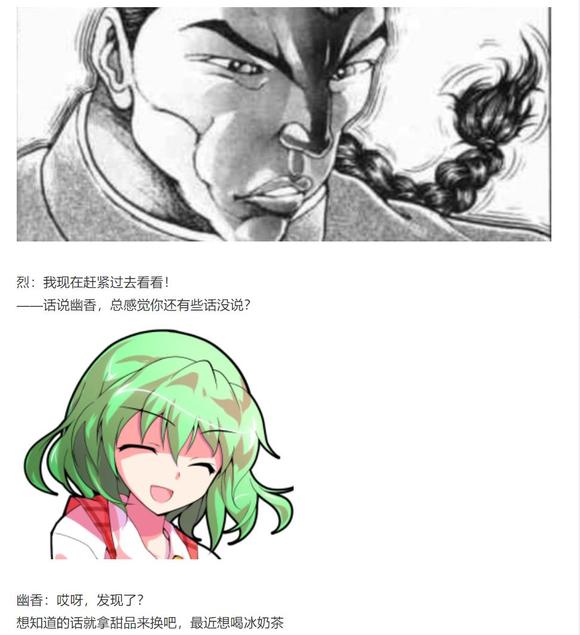 烈：我现在赶紧过去看看！
——话说幽香，总感觉你还有些话没说？
幽香：哎呀，发现了？
想知道的话就拿甜品来换吧，最近想喝冰奶茶